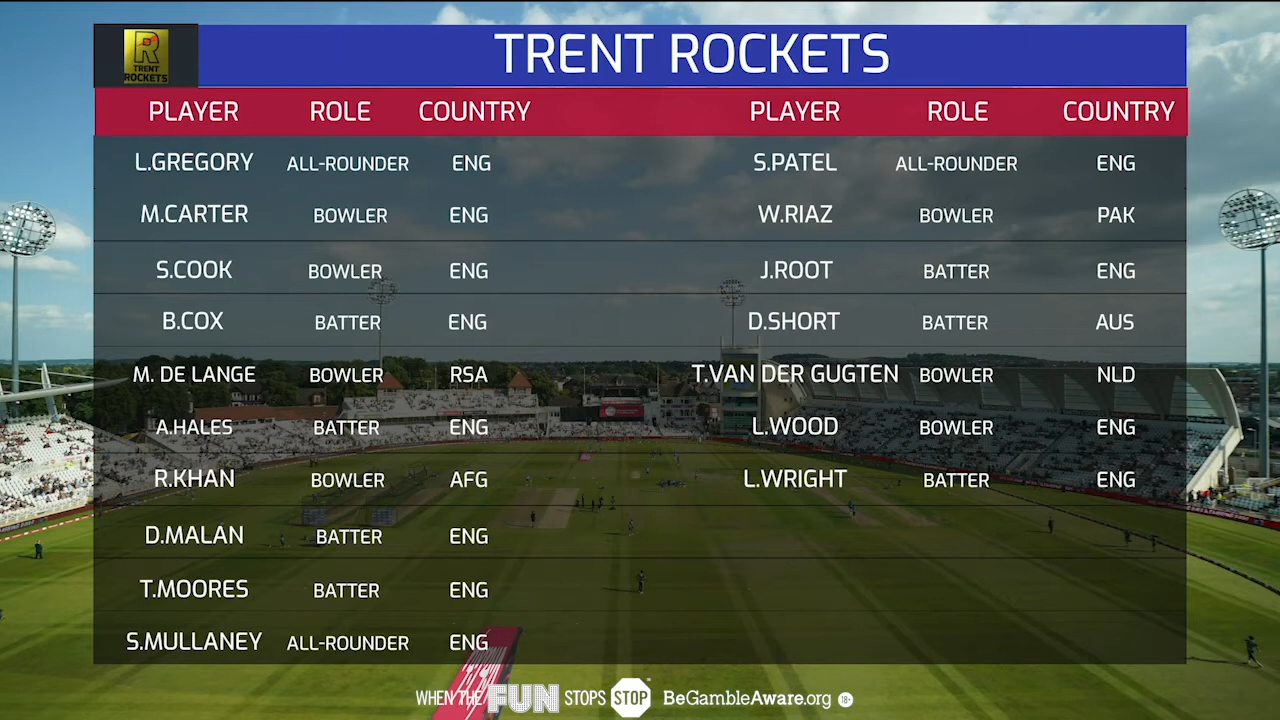 R
TRENT
ROCKETS
TRENT ROCKETS
PLAYER ROLE COUNTRY PLAYER ROLE COUNTRY
L.GREGORY ALL-ROUNDER ENG S.PATEL ALL-ROUNDER ENG
M.CARTER BOWLER ENG W.RIAZ BOWLER PAK
S.COOK BOWLER ENG J.ROOT BATTER ENG
B.COX BATTER ENG D.SHORT BATTER AUS
M. DE LANGE BOWLER RSA T.VAN DER GUGTEN BOWLER NLD
A.HALES BATTER ENG L.WOOD BOWLER ENG
R.KHAN BOWLER AFG L.WRIGHT BATTER ENG
D.MALAN BATTER ENG
T.MOORES BATTER ENG
S.MULLANEY ALL-ROUNDER ENG
WHEN THE FUN STOPS STOP BeGambleAware.org 18+